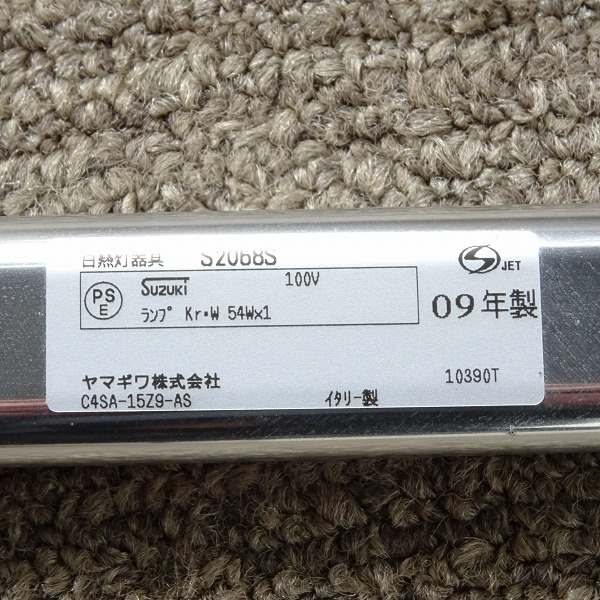 白熱灯器具 S2068S
S JET
PS E
SUZUKI 100V
ランプ Kr・W 54W×1
09年製
ヤマギワ株式会社 10390T
C4SA-15Z9-AS イタリー製